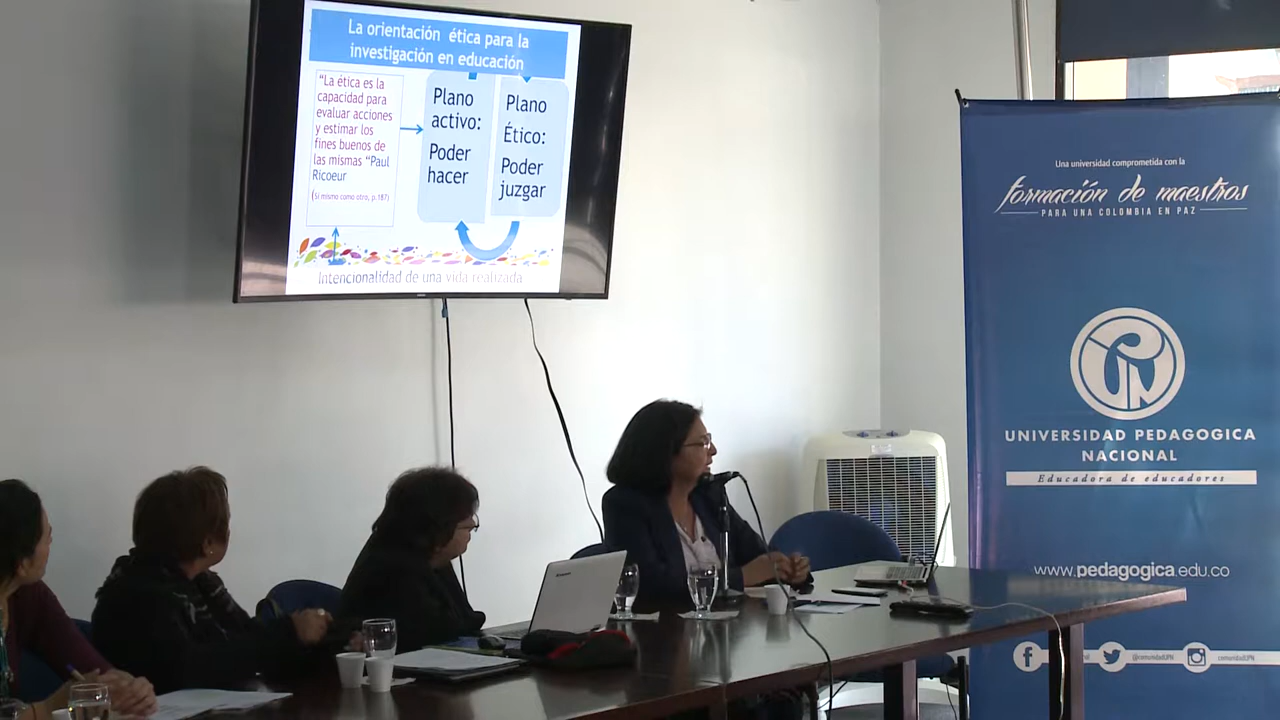 La orientación ética para la
investigación en educación
"La ética es la
capacidad para
evaluar acciones
y estimar los
fines buenos de
las mismas "Paul
Ricoeur
(Si mismo como otro, p.187)
Plano
activo:
Poder
hacer
Plano
Ético:
Poder
juzgar
Intencionalidad de una vida realizada
Una universidad comprometida con la
formación de maestros
PARA UNA COLOMBIA EN PAZ
UPN
UNIVERSIDAD PEDAGOGICA
NACIONAL
Educadora de educadores
www.pedagogica.edu.co
@comunidadUPN
comunidadUPN